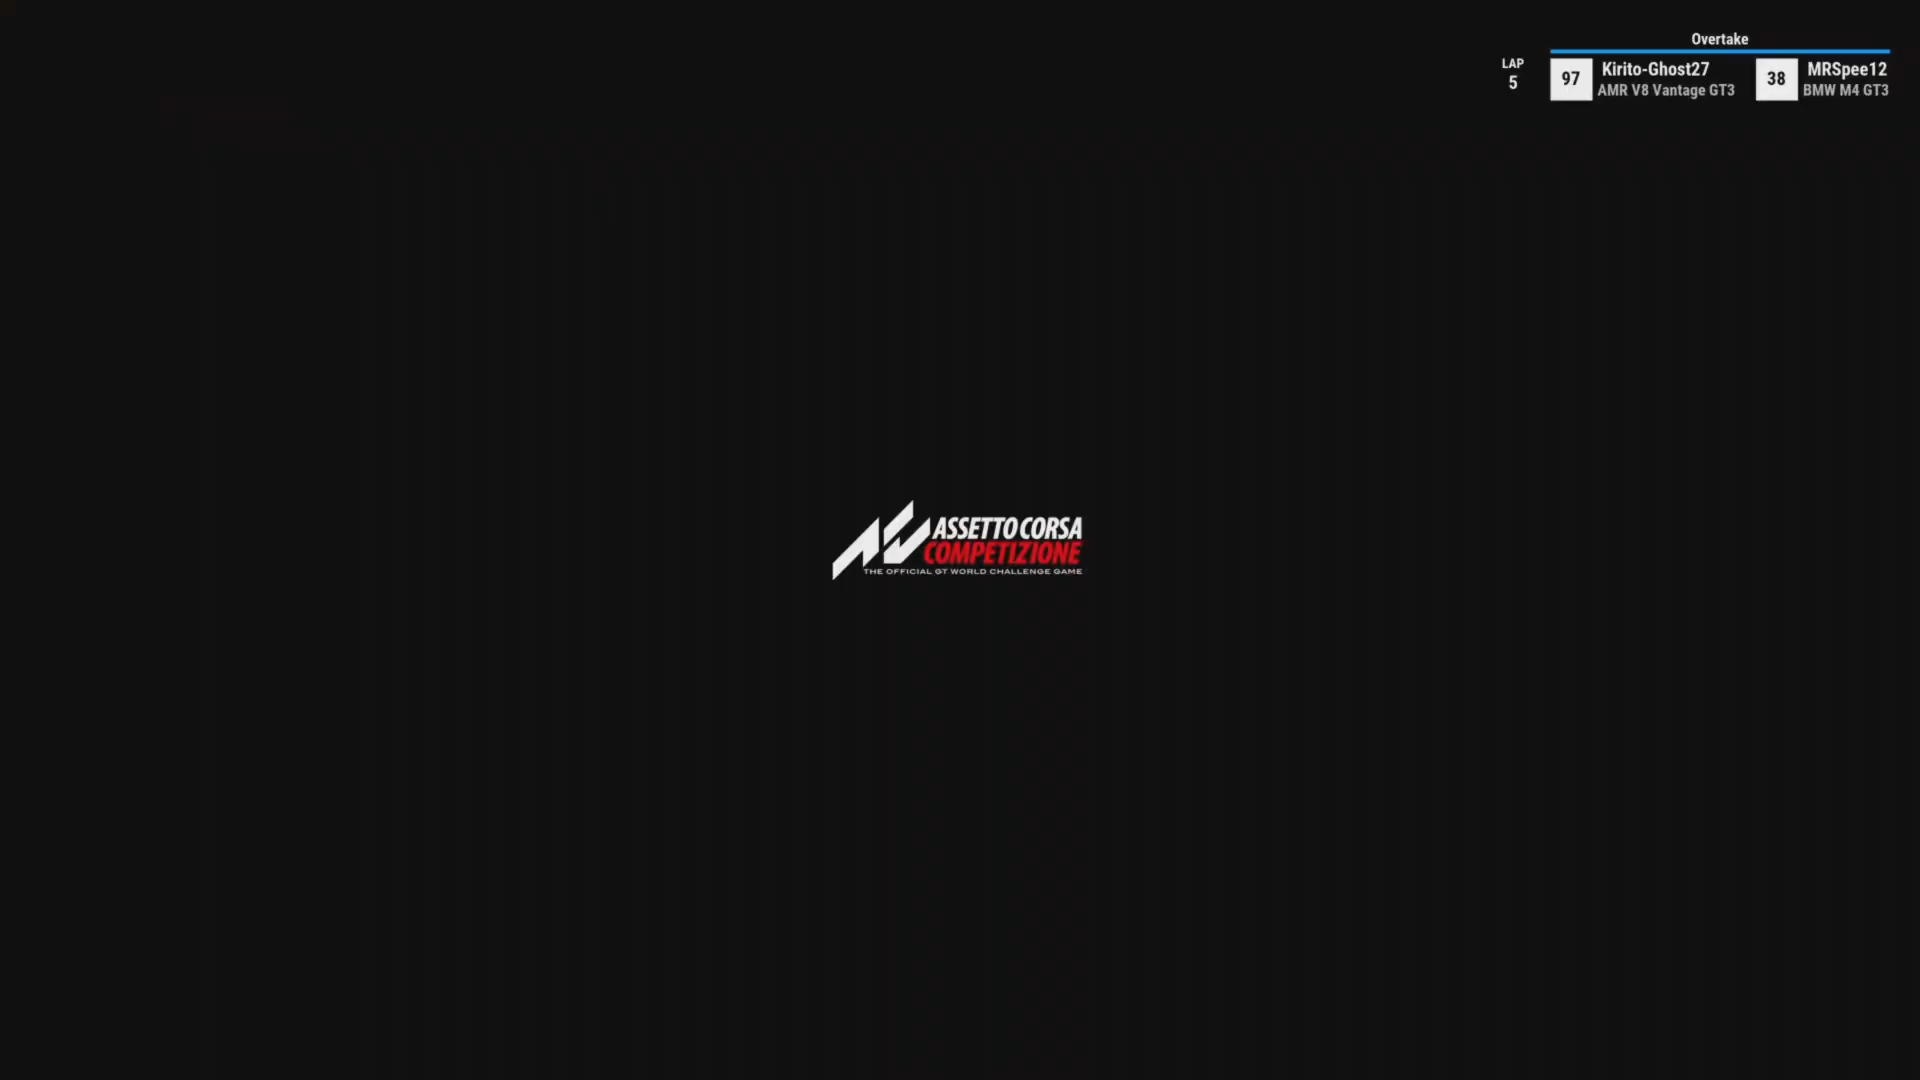 Overtake
LAP
5
97
Kirito-Ghost27
AMR V8 Vantage GT3
38
MRSpee12
BMW M4 GT3
ASSETTO CORSA
COMPETIZIONE
THE OFFICIAL GT WORLD CHALLENGE GAME